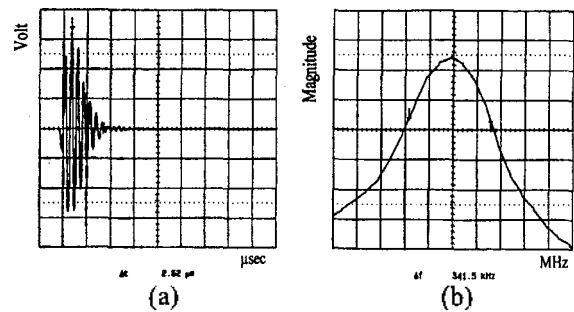 Volt
μsec
Δt 2.62 μs
(a)
Magnitude
MHz
Δf 341.5 kHz
(b)